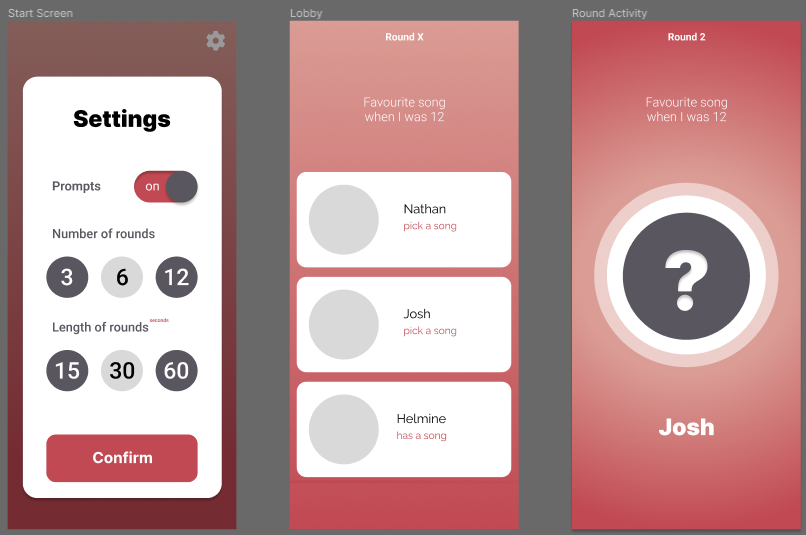 Start Screen
Settings
Prompts
on
Number of rounds
3 6 12
Length of rounds seconds
15 30 60
Confirm
Lobby
Round X
Favourite song
when I was 12
Nathan
pick a song
Josh
pick a song
Helmine
has a song
Round Activity
Round 2
Favourite song
when I was 12
?
Josh